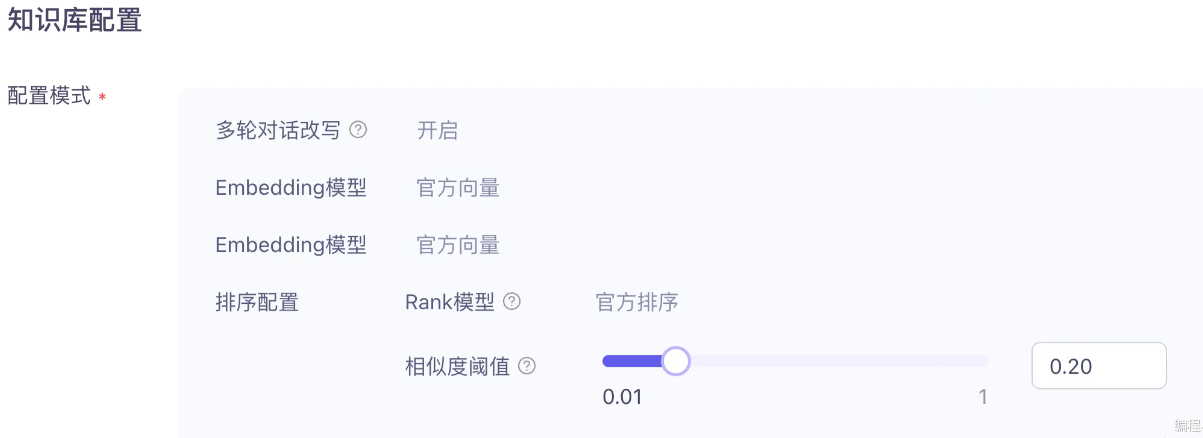 知识库配置
配置模式 *
多轮对话改写 ? 开启
Embedding模型 官方向量
Embedding模型 官方向量
排序配置 Rank模型 ? 官方排序
相似度阈值 ? 0.20
0.01 1
编程